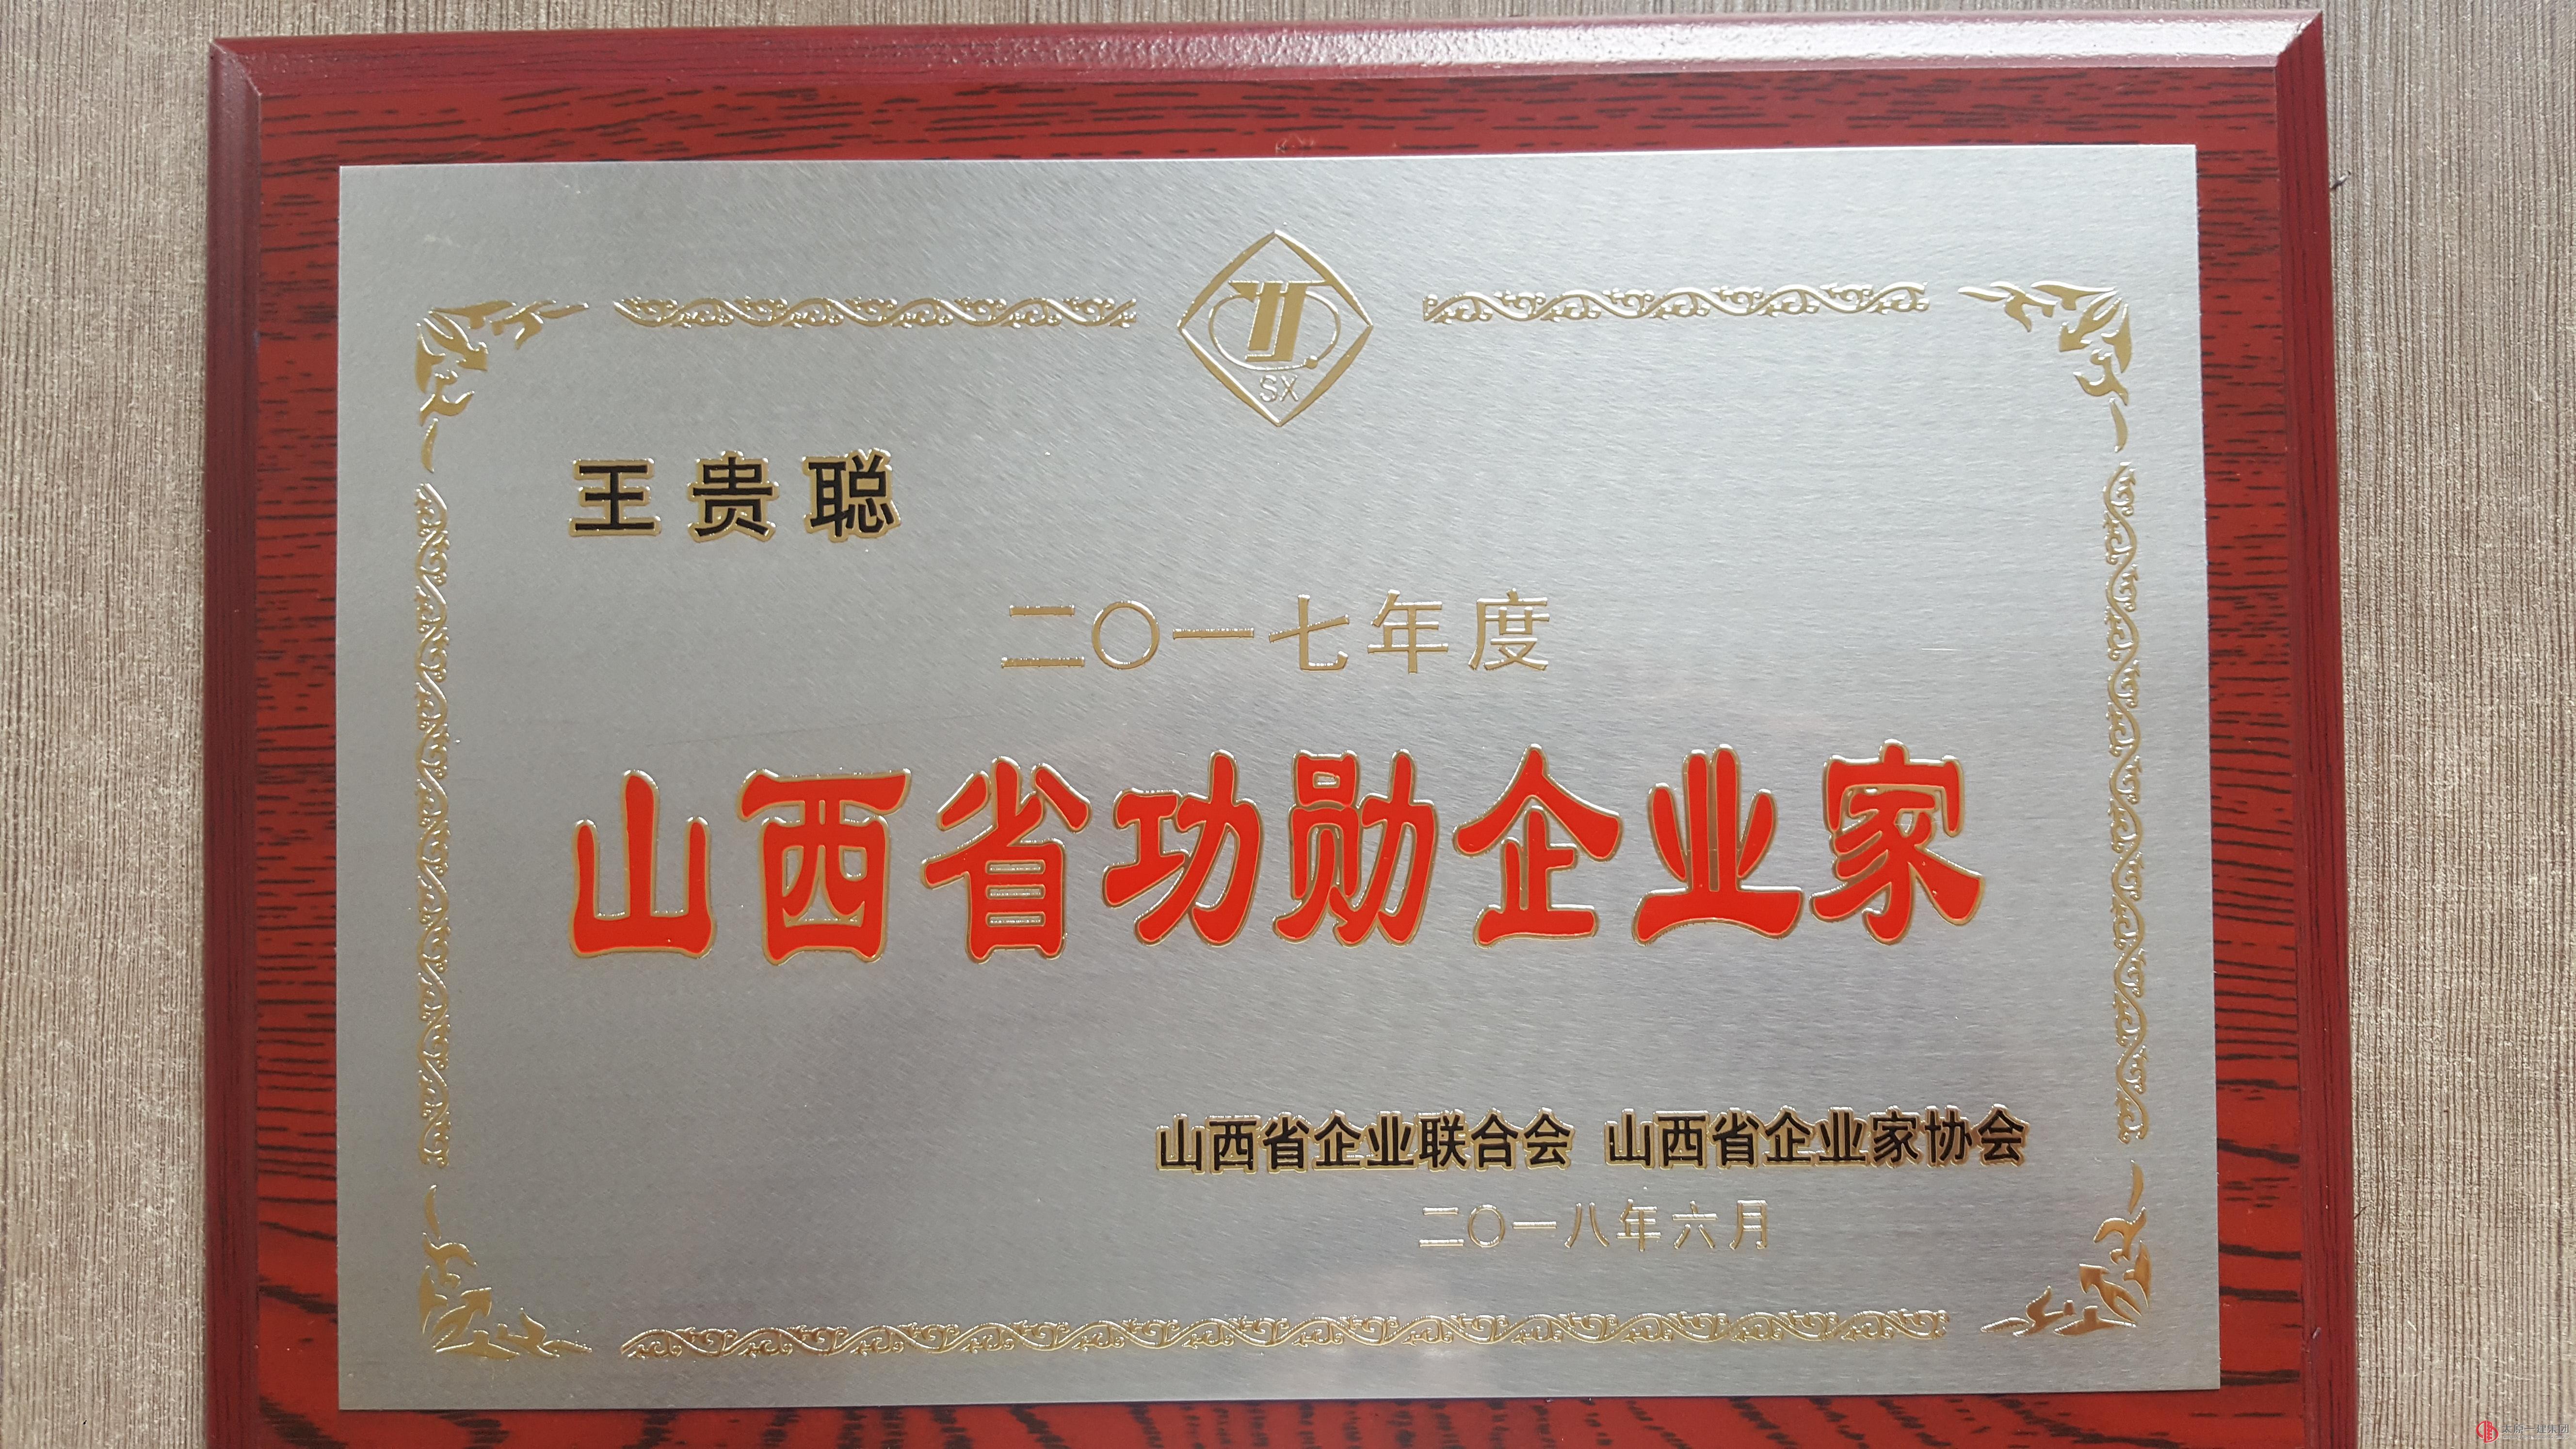 SX
王贵聪
二〇一七年度
山西省功勋企业家
山西省企业联合会 山西省企业家协会
二〇一八年六月